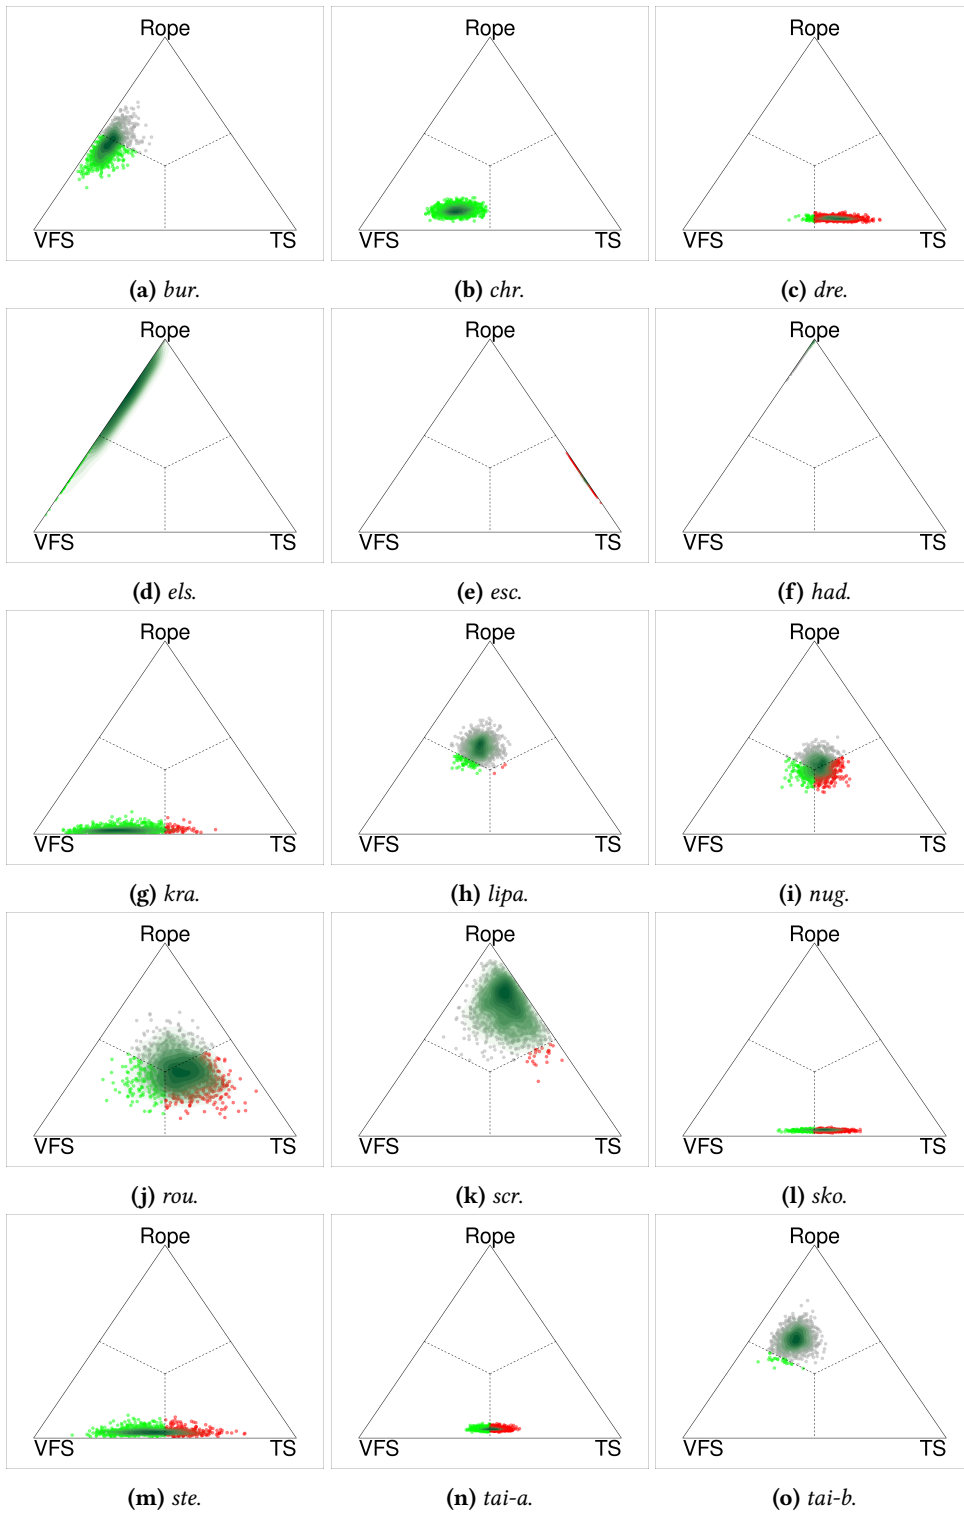 Rope Rope Rope
VFS TS VFS TS VFS TS
(a) bur. (b) chr. (c) dre.
Rope Rope Rope
VFS TS VFS TS VFS TS
(d) els. (e) esc. (f) had.
Rope Rope Rope
VFS TS VFS TS VFS TS
(g) kra. (h) lipa. (i) nug.
Rope Rope Rope
VFS TS VFS TS VFS TS
(j) rou. (k) scr. (l) sko.
Rope Rope Rope
VFS TS VFS TS VFS TS
(m) ste. (n) tai-a. (o) tai-b.